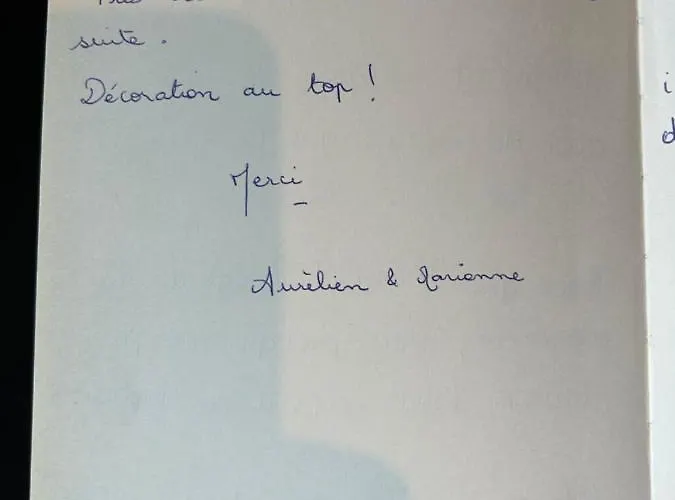 suite.
Décoration au top !
Merci
Aurélien & Marianne